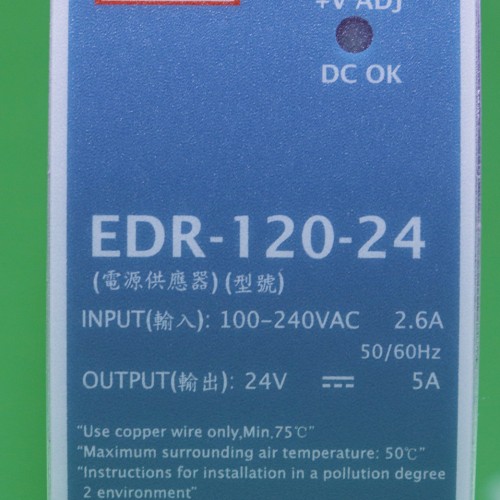 +V ADJ
DC OK
EDR-120-24
(電源供應器) (型號)
INPUT(輸入): 100-240VAC 2.6A
50/60Hz
OUTPUT(輸出): 24V ⎓ 5A
"Use copper wire only,Min.75℃"
"Maximum surrounding air temperature: 50℃"
"Instructions for installation in a pollution degree
2 environment"